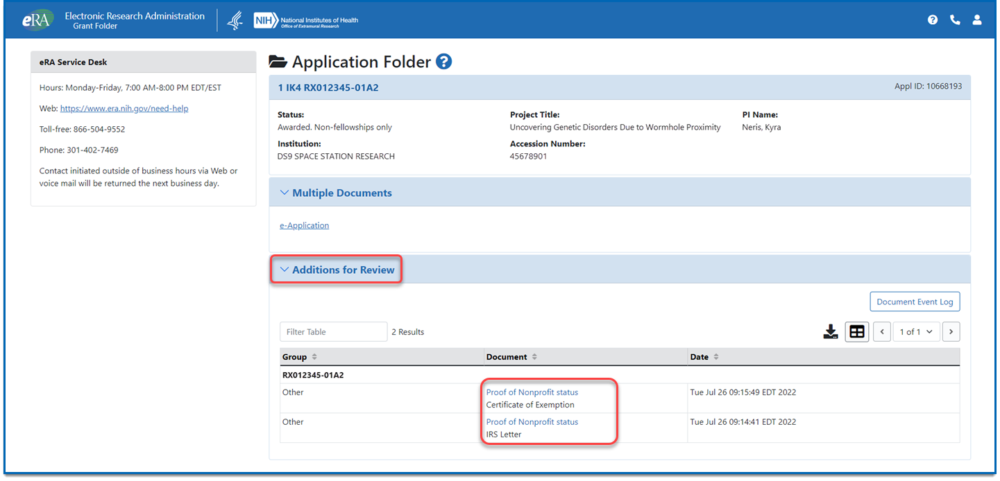 eRA
Electronic Research Administration
Grant Folder
NIH
National Institutes of Health
Office of Extramural Research
eRA Service Desk
Hours: Monday-Friday, 7:00 AM-8:00 PM EDT/EST
Web: https://www.era.nih.gov/need-help
Toll-free: 866-504-9552
Phone: 301-402-7469
Contact initiated outside of business hours via Web or
voice mail will be returned the next business day.
Application Folder ?
1 IK4 RX012345-01A2
Appl ID: 10668193
Status:
Awarded. Non-fellowships only
Project Title:
Uncovering Genetic Disorders Due to Wormhole Proximity
PI Name:
Neris, Kyra
Institution:
DS9 SPACE STATION RESEARCH
Accession Number:
45678901
Multiple Documents
e-Application
Additions for Review
Document Event Log
Filter Table
2 Results
1 of 1
Group
Document
Date
RX012345-01A2
Other
Proof of Nonprofit status
Certificate of Exemption
Tue Jul 26 09:15:49 EDT 2022
Other
Proof of Nonprofit status
IRS Letter
Tue Jul 26 09:14:41 EDT 2022